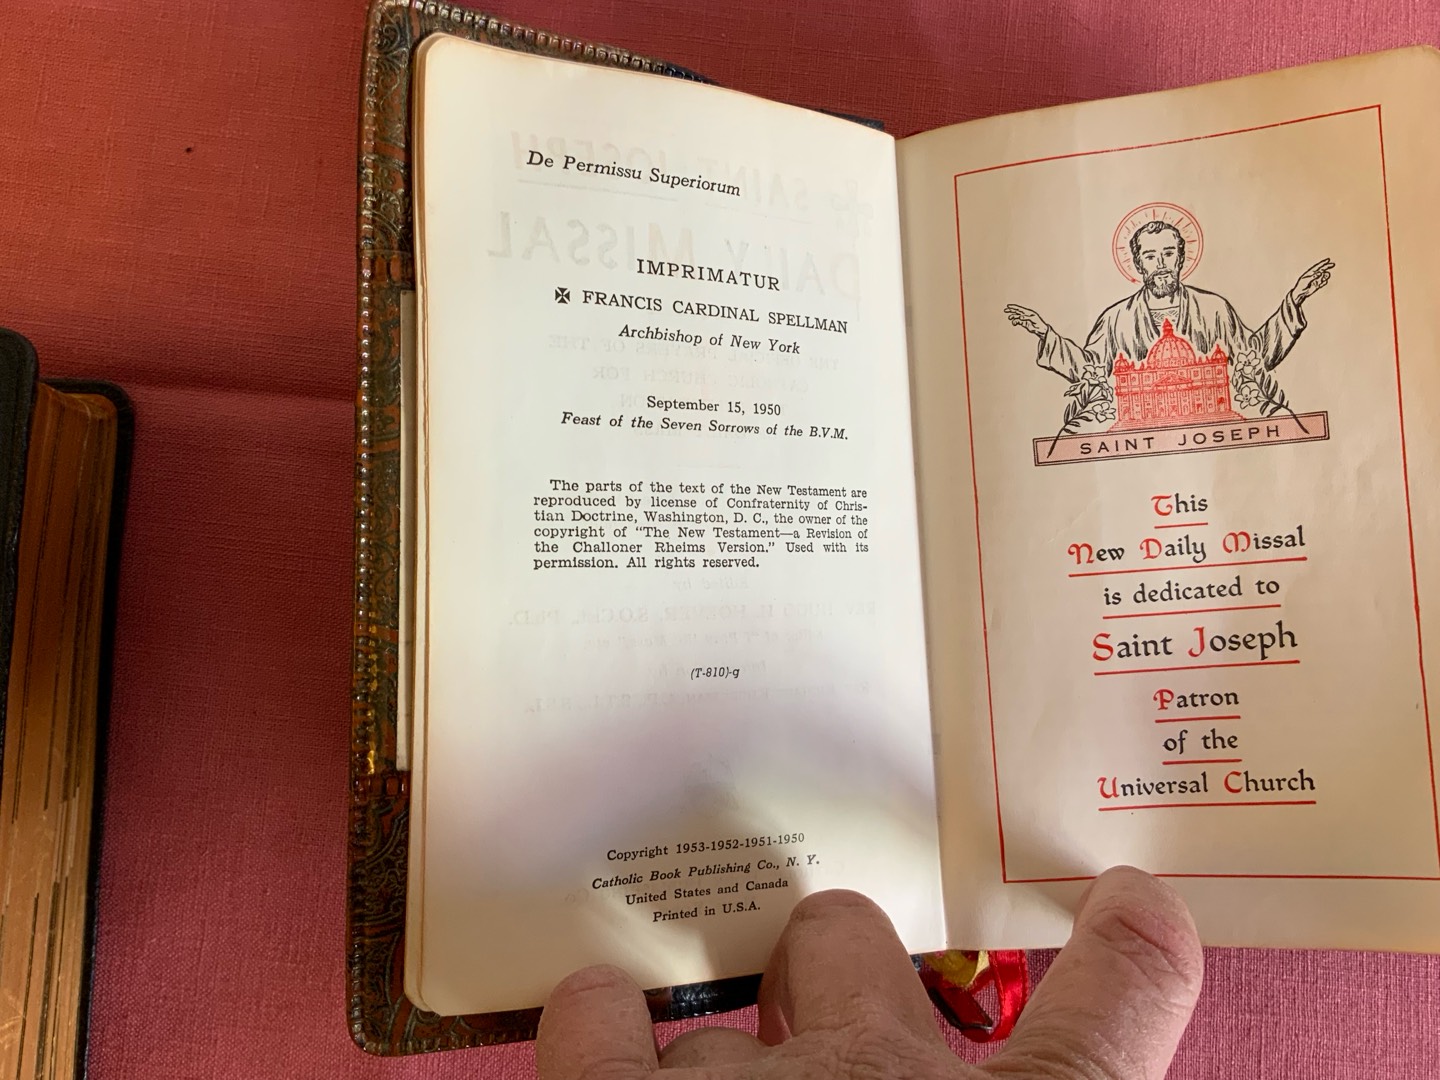 De Permissu Superiorum
IMPRIMATUR
✠ FRANCIS CARDINAL SPELLMAN
Archbishop of New York
September 15, 1950
Feast of the Seven Sorrows of the B.V.M.
The parts of the text of the New Testament are
reproduced by license of Confraternity of Chris-
tian Doctrine, Washington, D. C., the owner of the
copyright of "The New Testament—a Revision of
the Challoner Rheims Version." Used with its
permission. All rights reserved.
(T-810)-g
Copyright 1953-1952-1951-1950
Catholic Book Publishing Co., N. Y.
United States and Canada
Printed in U.S.A.
SAINT JOSEPH
This
New Daily Missal
is dedicated to
Saint Joseph
Patron
of the
Universal Church